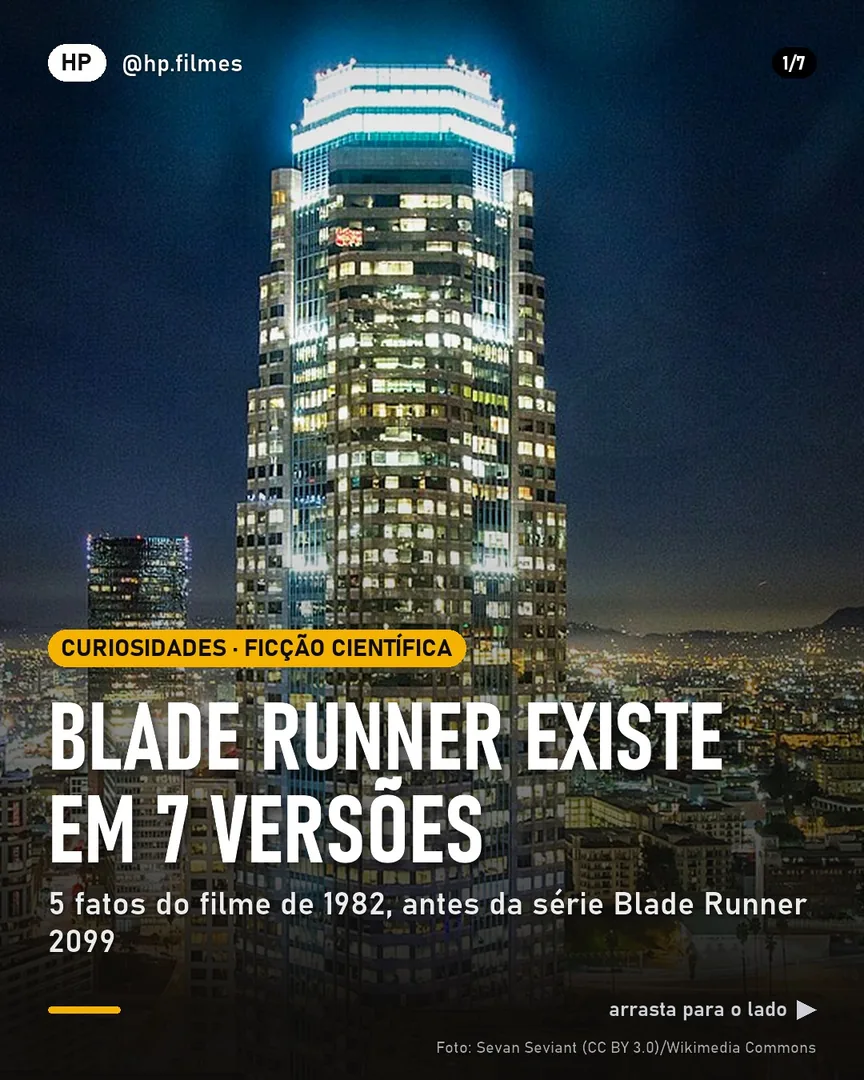 HP @hp.filmes
1/7
CURIOSIDADES · FICÇÃO CIENTÍFICA
BLADE RUNNER EXISTE
EM 7 VERSÕES
5 fatos do filme de 1982, antes da série Blade Runner
2099
arrasta para o lado ▶
Foto: Sevan Seviant (CC BY 3.0)/Wikimedia Commons